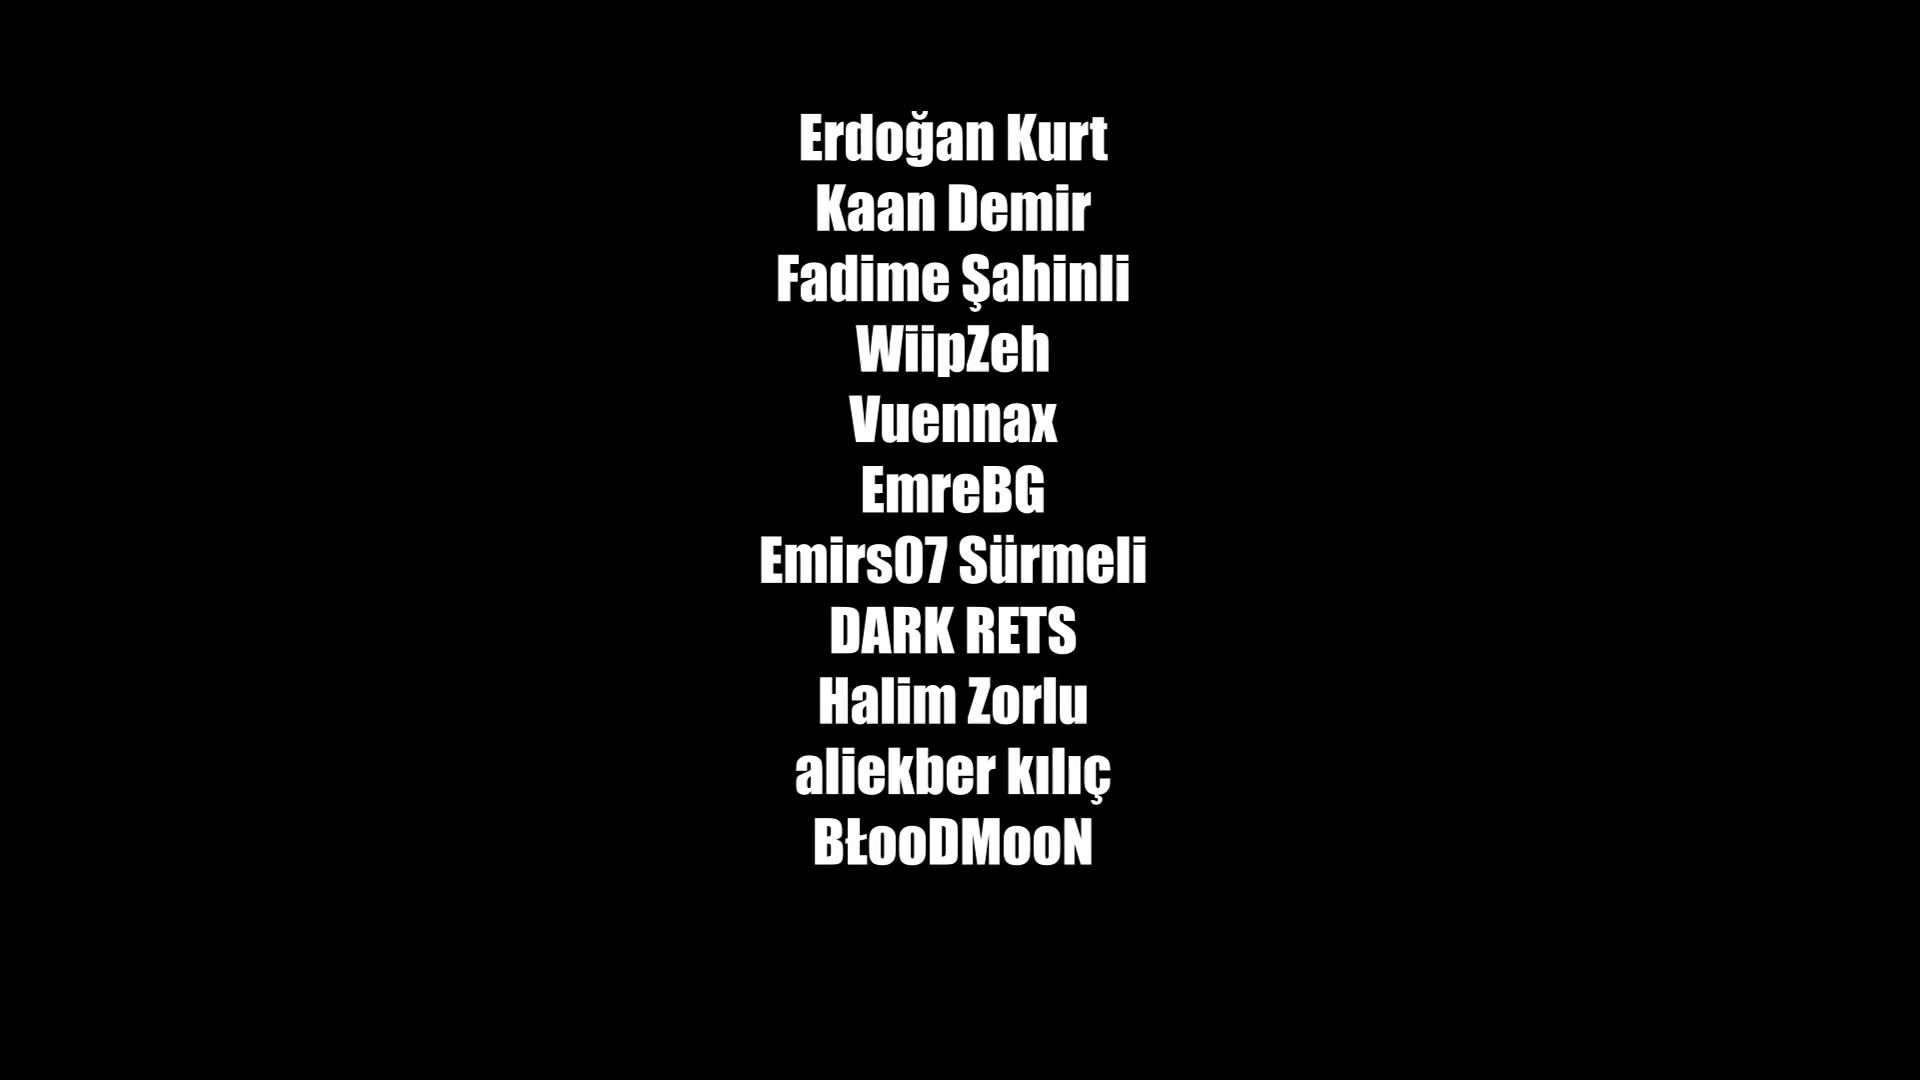 Erdoğan Kurt
Kaan Demir
Fadime Şahinli
WiipZeh
Vuennax
EmreBG
Emirs07 Sürmeli
DARK RETS
Halim Zorlu
aliekber kılıç
BŁooDMooN